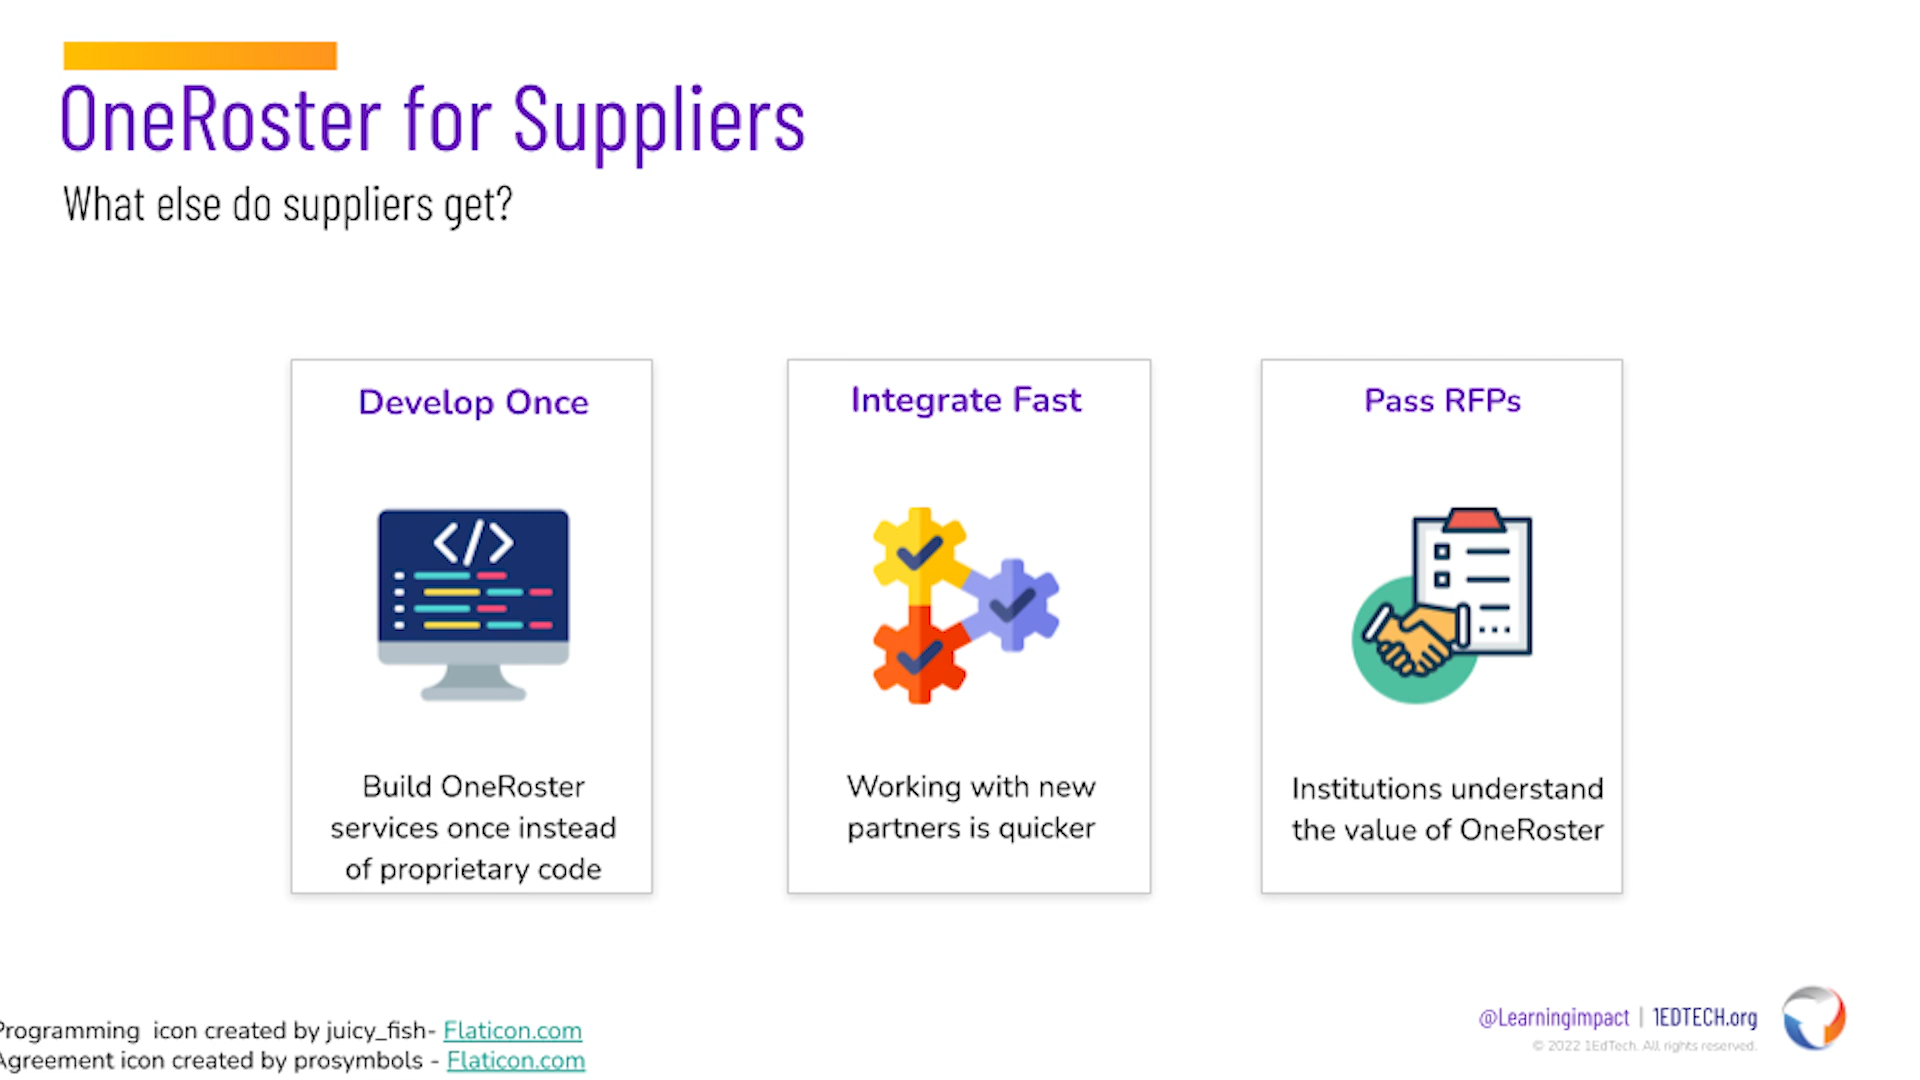 OneRoster for Suppliers
What else do suppliers get?
Develop Once
</>
Build OneRoster
services once instead
of proprietary code
Integrate Fast
Working with new
partners is quicker
Pass RFPs
Institutions understand
the value of OneRoster
Programming icon created by juicy_fish- Flaticon.com
Agreement icon created by prosymbols - Flaticon.com
@Learningimpact | 1EDTECH.org
© 2022 1EdTech. All rights reserved.